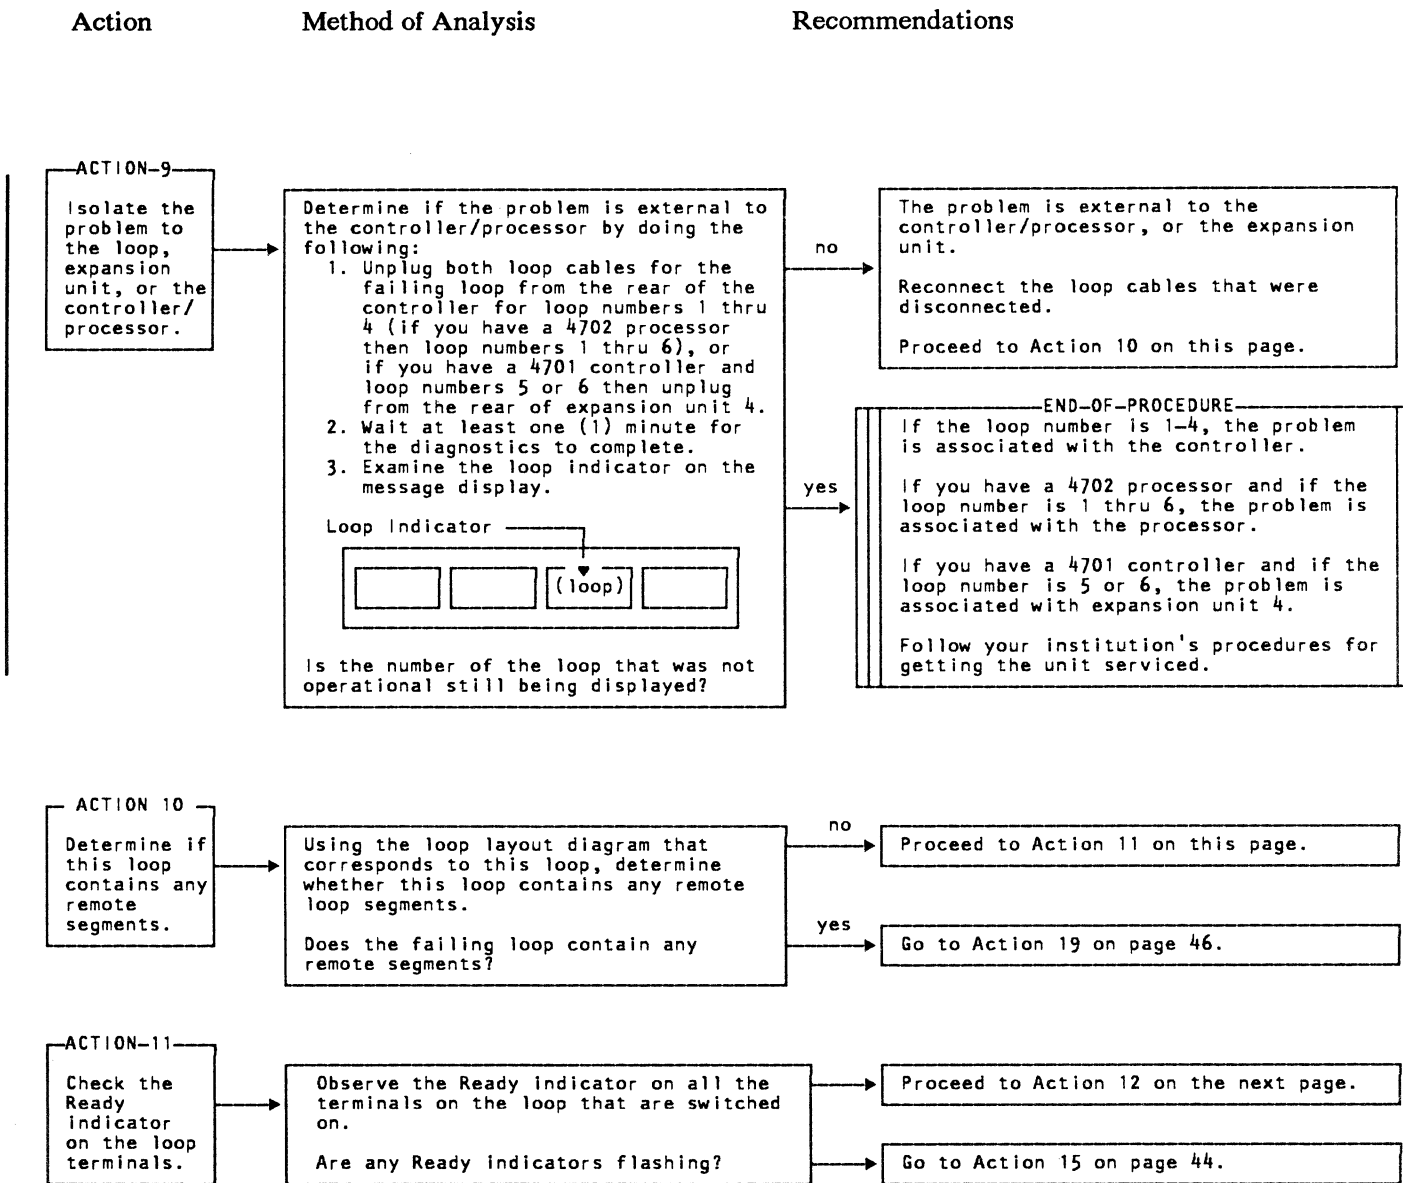 Action
Method of Analysis
Recommendations
ACTION-9
Isolate the
problem to
the loop,
expansion
unit, or the
controller/
processor.
Determine if the problem is external to
the controller/processor by doing the
following:
1. Unplug both loop cables for the
failing loop from the rear of the
controller for loop numbers 1 thru
4 (if you have a 4702 processor
then loop numbers 1 thru 6), or
if you have a 4701 controller and
loop numbers 5 or 6 then unplug
from the rear of expansion unit 4.
2. Wait at least one (1) minute for
the diagnostics to complete.
3. Examine the loop indicator on the
message display.
Loop Indicator
(loop)
Is the number of the loop that was not
operational still being displayed?
no
The problem is external to the
controller/processor, or the expansion
unit.
Reconnect the loop cables that were
disconnected.
Proceed to Action 10 on this page.
yes
END-OF-PROCEDURE
If the loop number is 1-4, the problem
is associated with the controller.
If you have a 4702 processor and if the
loop number is 1 thru 6, the problem is
associated with the processor.
If you have a 4701 controller and if the
loop number is 5 or 6, the problem is
associated with expansion unit 4.
Follow your institution's procedures for
getting the unit serviced.
ACTION 10
Determine if
this loop
contains any
remote
segments.
Using the loop layout diagram that
corresponds to this loop, determine
whether this loop contains any remote
loop segments.
Does the failing loop contain any
remote segments?
no
Proceed to Action 11 on this page.
yes
Go to Action 19 on page 46.
ACTION-11
Check the
Ready
indicator
on the loop
terminals.
Observe the Ready indicator on all the
terminals on the loop that are switched
on.
Are any Ready indicators flashing?
Proceed to Action 12 on the next page.
Go to Action 15 on page 44.